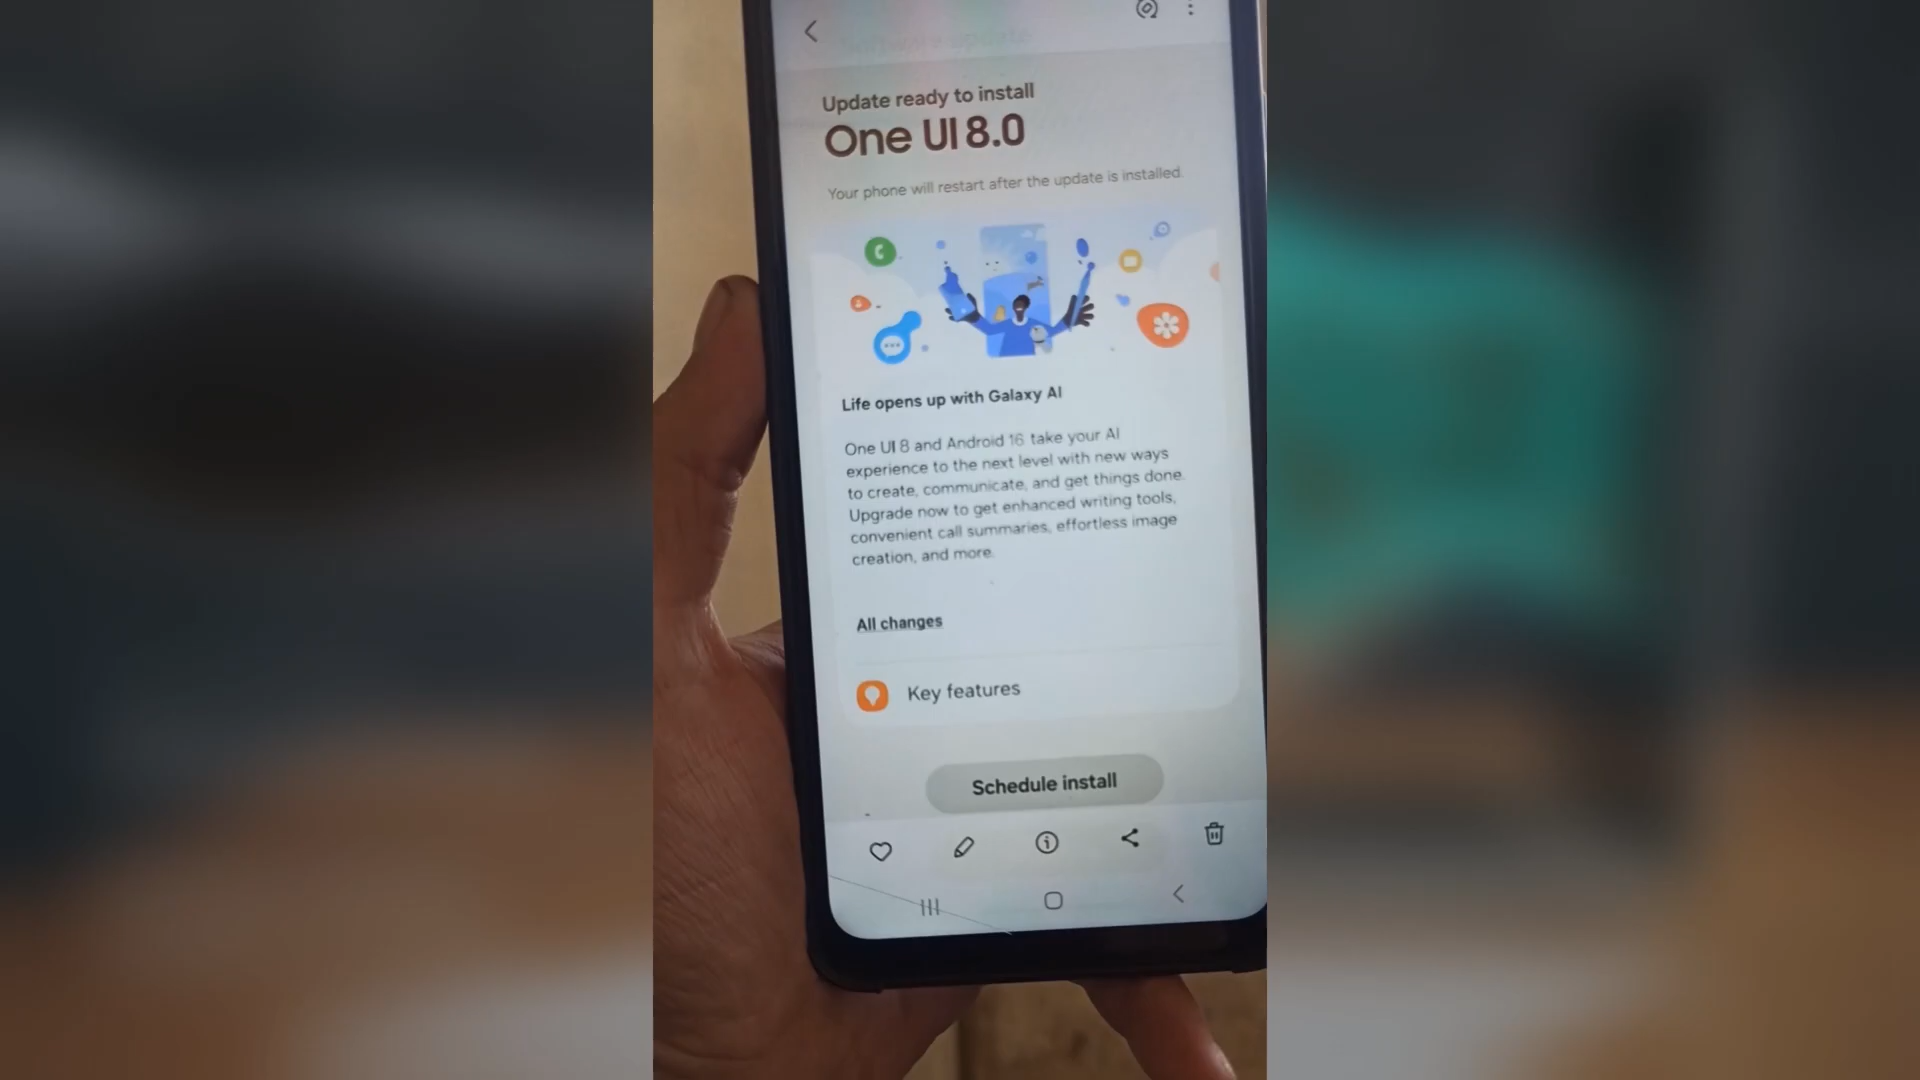 Software update
Update ready to install
One UI 8.0
Your phone will restart after the update is installed.
Life opens up with Galaxy AI
One UI 8 and Android 16 take your AI
experience to the next level with new ways
to create, communicate, and get things done.
Upgrade now to get enhanced writing tools,
convenient call summaries, effortless image
creation, and more.
All changes
Key features
Schedule install